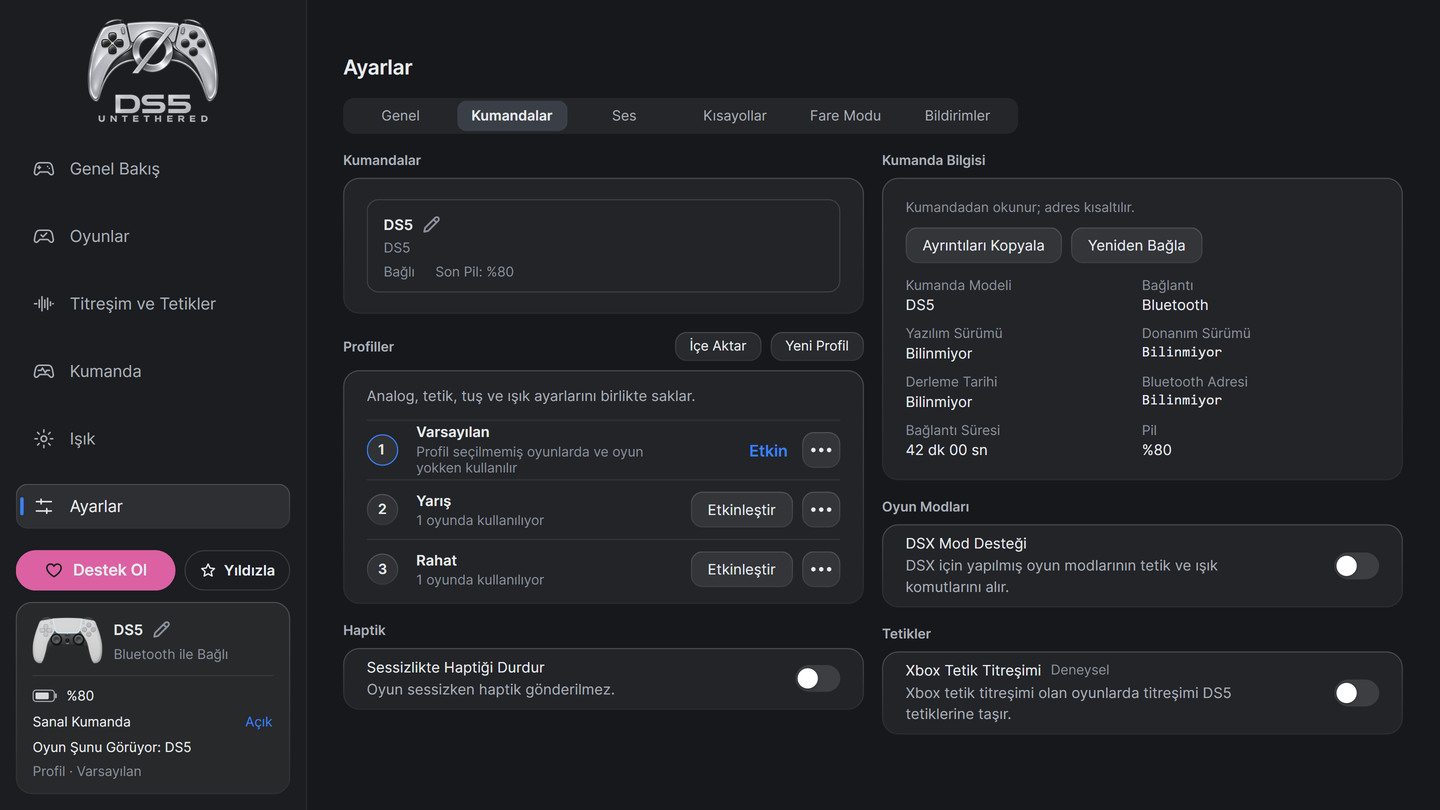 DS5
UNTETHERED
Genel Bakış
Oyunlar
Titreşim ve Tetikler
Kumanda
Işık
Ayarlar
Destek Ol
Yıldızla
DS5
Bluetooth ile Bağlı
%80
Sanal Kumanda Açık
Oyun Şunu Görüyor: DS5
Profil · Varsayılan
Ayarlar
Genel Kumandalar Ses Kısayollar Fare Modu Bildirimler
Kumandalar
DS5
DS5
Bağlı Son Pil: %80
Profiller İçe Aktar Yeni Profil
Analog, tetik, tuş ve ışık ayarlarını birlikte saklar.
1 Varsayılan
Profil seçilmemiş oyunlarda ve oyun
yokken kullanılır
Etkin
2 Yarış
1 oyunda kullanılıyor
Etkinleştir
3 Rahat
1 oyunda kullanılıyor
Etkinleştir
Haptik
Sessizlikte Haptiği Durdur
Oyun sessizken haptik gönderilmez.
Kumanda Bilgisi
Kumandadan okunur; adres kısaltılır.
Ayrıntıları Kopyala Yeniden Bağla
Kumanda Modeli
DS5
Bağlantı
Bluetooth
Yazılım Sürümü
Bilinmiyor
Donanım Sürümü
Bilinmiyor
Derleme Tarihi
Bilinmiyor
Bluetooth Adresi
Bilinmiyor
Bağlantı Süresi
42 dk 00 sn
Pil
%80
Oyun Modları
DSX Mod Desteği
DSX için yapılmış oyun modlarının tetik ve ışık
komutlarını alır.
Tetikler
Xbox Tetik Titreşimi Deneysel
Xbox tetik titreşimi olan oyunlarda titreşimi DS5
tetiklerine taşır.